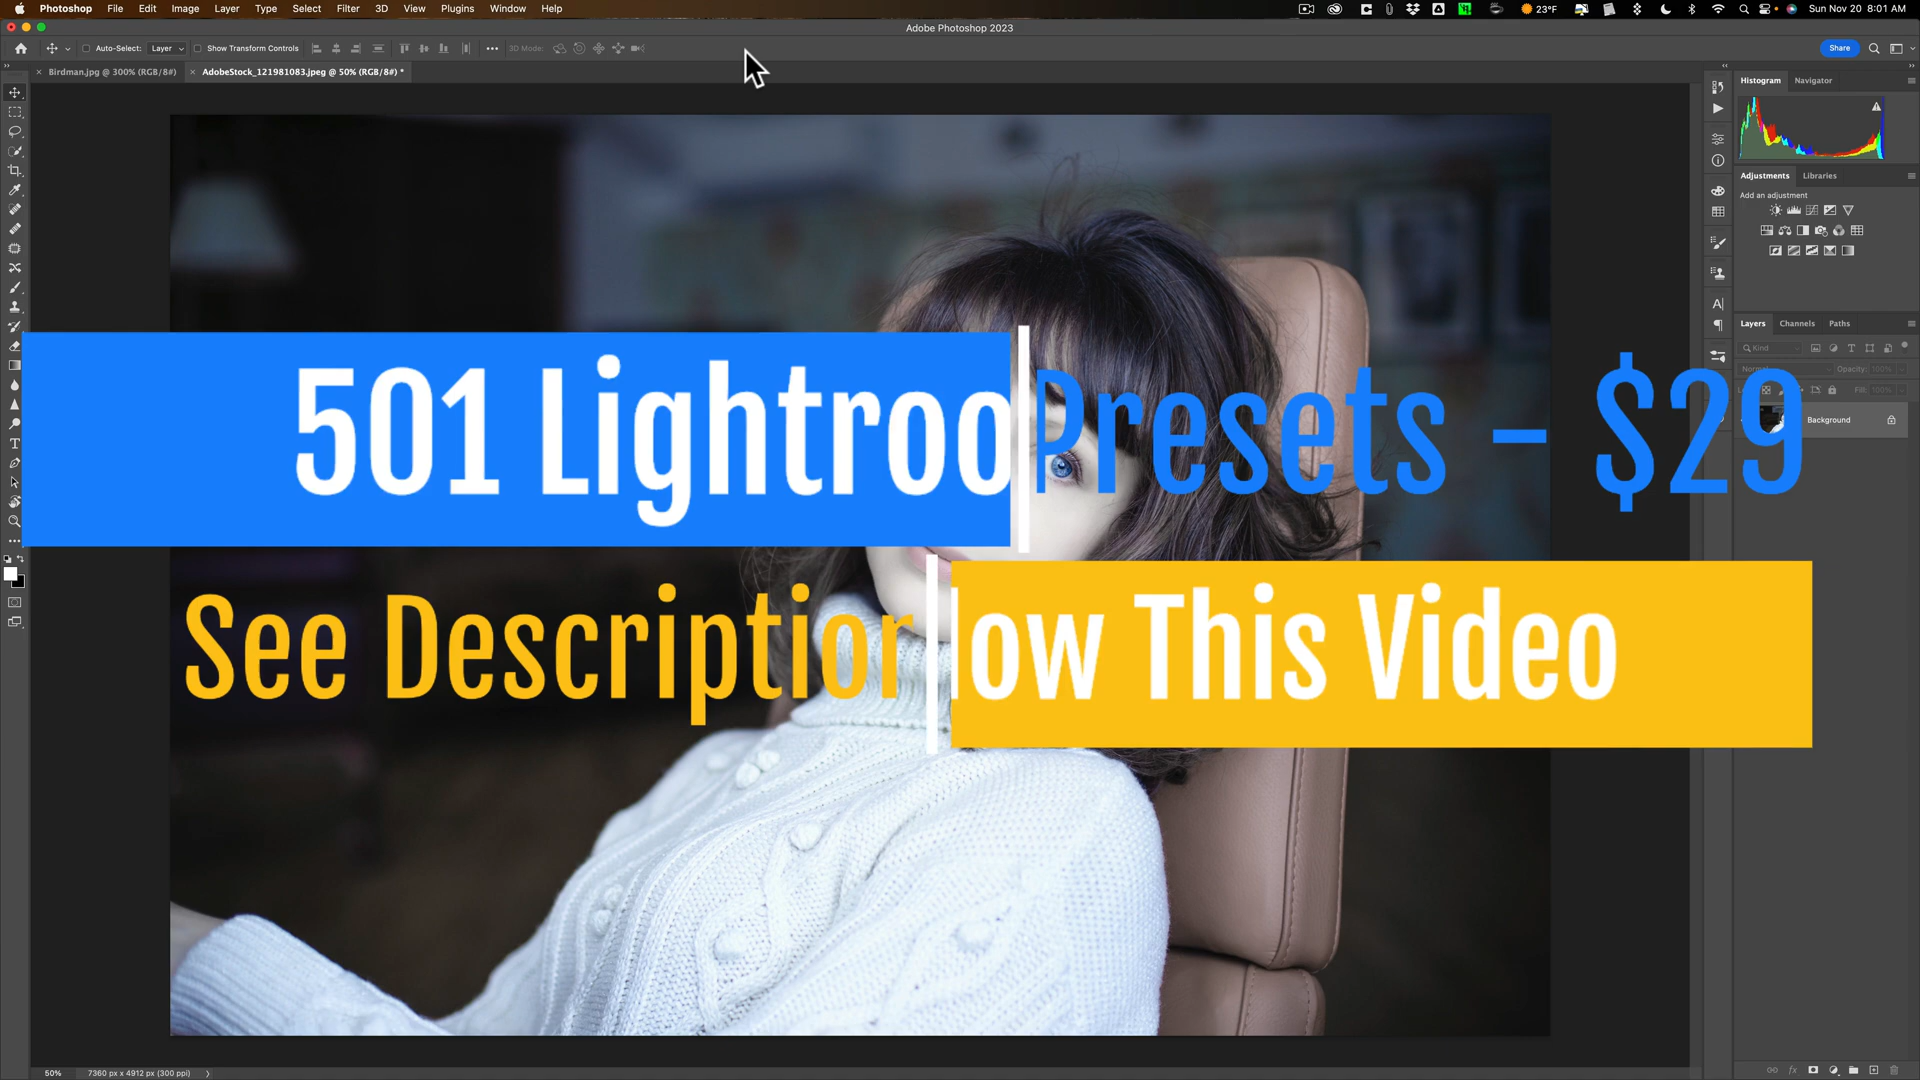 Photoshop File Edit Image Layer Type Select Filter 3D View Plugins Window Help 23°F Sun Nov 20 8:01 AM
Adobe Photoshop 2023
Auto-Select: Layer Show Transform Controls ••• 3D Mode: Share
× Birdman.jpg @ 300% (RGB/8#) × AdobeStock_121981083.jpeg @ 50% (RGB/8#) *
Histogram Navigator
Adjustments Libraries
Add an adjustment
Layers Channels Paths
Kind
Opacity: 100%
Background
501 Lightroo Presets – $29
See Description low This Video
50% 7360 px x 4912 px (300 ppi)